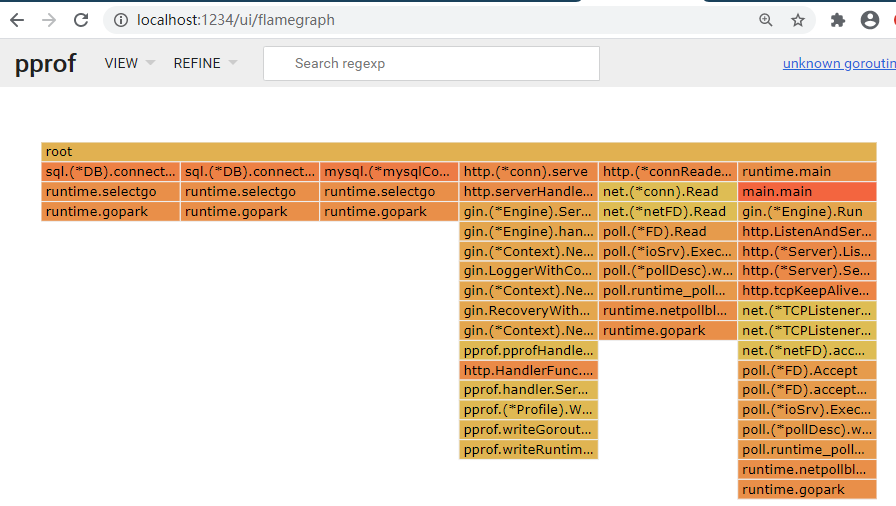 localhost:1234/ui/flamegraph
pprof VIEW REFINE Search regexp unknown goroutin
root
sql.(*DB).connect... sql.(*DB).connect... mysql.(*mysqlCo... http.(*conn).serve http.(*connReade... runtime.main
runtime.selectgo runtime.selectgo runtime.selectgo http.serverHandle... net.(*conn).Read main.main
runtime.gopark runtime.gopark runtime.gopark gin.(*Engine).Ser... net.(*netFD).Read gin.(*Engine).Run
gin.(*Engine).han... poll.(*FD).Read http.ListenAndSer...
gin.(*Context).Ne... poll.(*ioSrv).Exec... http.(*Server).Lis...
gin.LoggerWithCo... poll.(*pollDesc).w... http.(*Server).Se...
gin.(*Context).Ne... poll.runtime_poll... http.tcpKeepAlive...
gin.RecoveryWith... runtime.netpollbl... net.(*TCPListener...
gin.(*Context).Ne... runtime.gopark net.(*TCPListener...
pprof.pprofHandle... net.(*netFD).acc...
http.HandlerFunc.... poll.(*FD).Accept
pprof.handler.Ser... poll.(*FD).accept...
pprof.(*Profile).W... poll.(*ioSrv).Exec...
pprof.writeGorout... poll.(*pollDesc).w...
pprof.writeRuntim... poll.runtime_poll...
runtime.netpollbl...
runtime.gopark